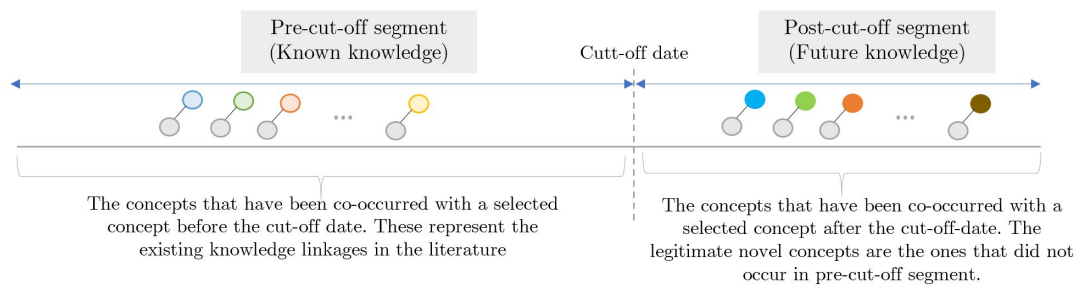 Pre-cut-off segment
(Known knowledge)
Cutt-off date
Post-cut-off segment
(Future knowledge)
...
...
The concepts that have been co-occurred with a selected
concept before the cut-off date. These represent the
existing knowledge linkages in the literature
The concepts that have been co-occurred with a
selected concept after the cut-off-date. The
legitimate novel concepts are the ones that did not
occur in pre-cut-off segment.